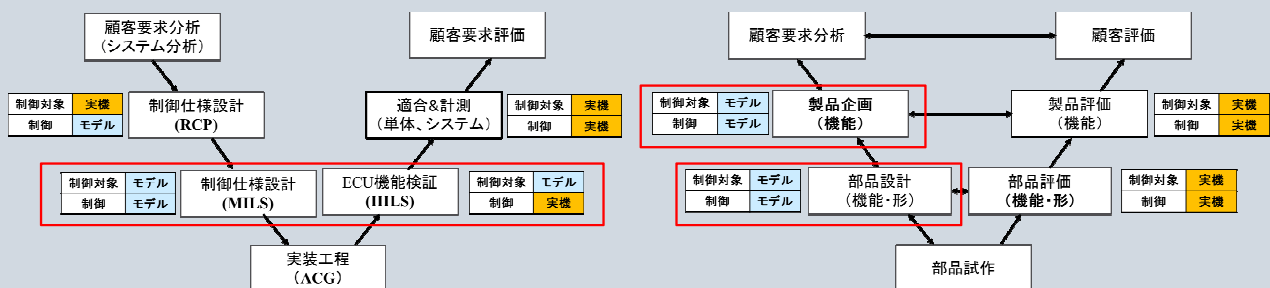 顧客要求分析
(システム分析)
顧客要求評価
制御対象 実機
制御 モデル
制御仕様設計
(RCP)
適合&計測
(単体、システム)
制御対象 実機
制御 実機
制御対象 モデル
制御 モデル
制御仕様設計
(MILS)
ECU機能検証
(HILS)
制御対象 モデル
制御 実機
実装工程
(ACG)
顧客要求分析
顧客評価
制御対象 モデル
制御 モデル
製品企画
(機能)
製品評価
(機能)
制御対象 実機
制御 実機
制御対象 モデル
制御 モデル
部品設計
(機能・形)
部品評価
(機能・形)
制御対象 実機
制御 実機
部品試作